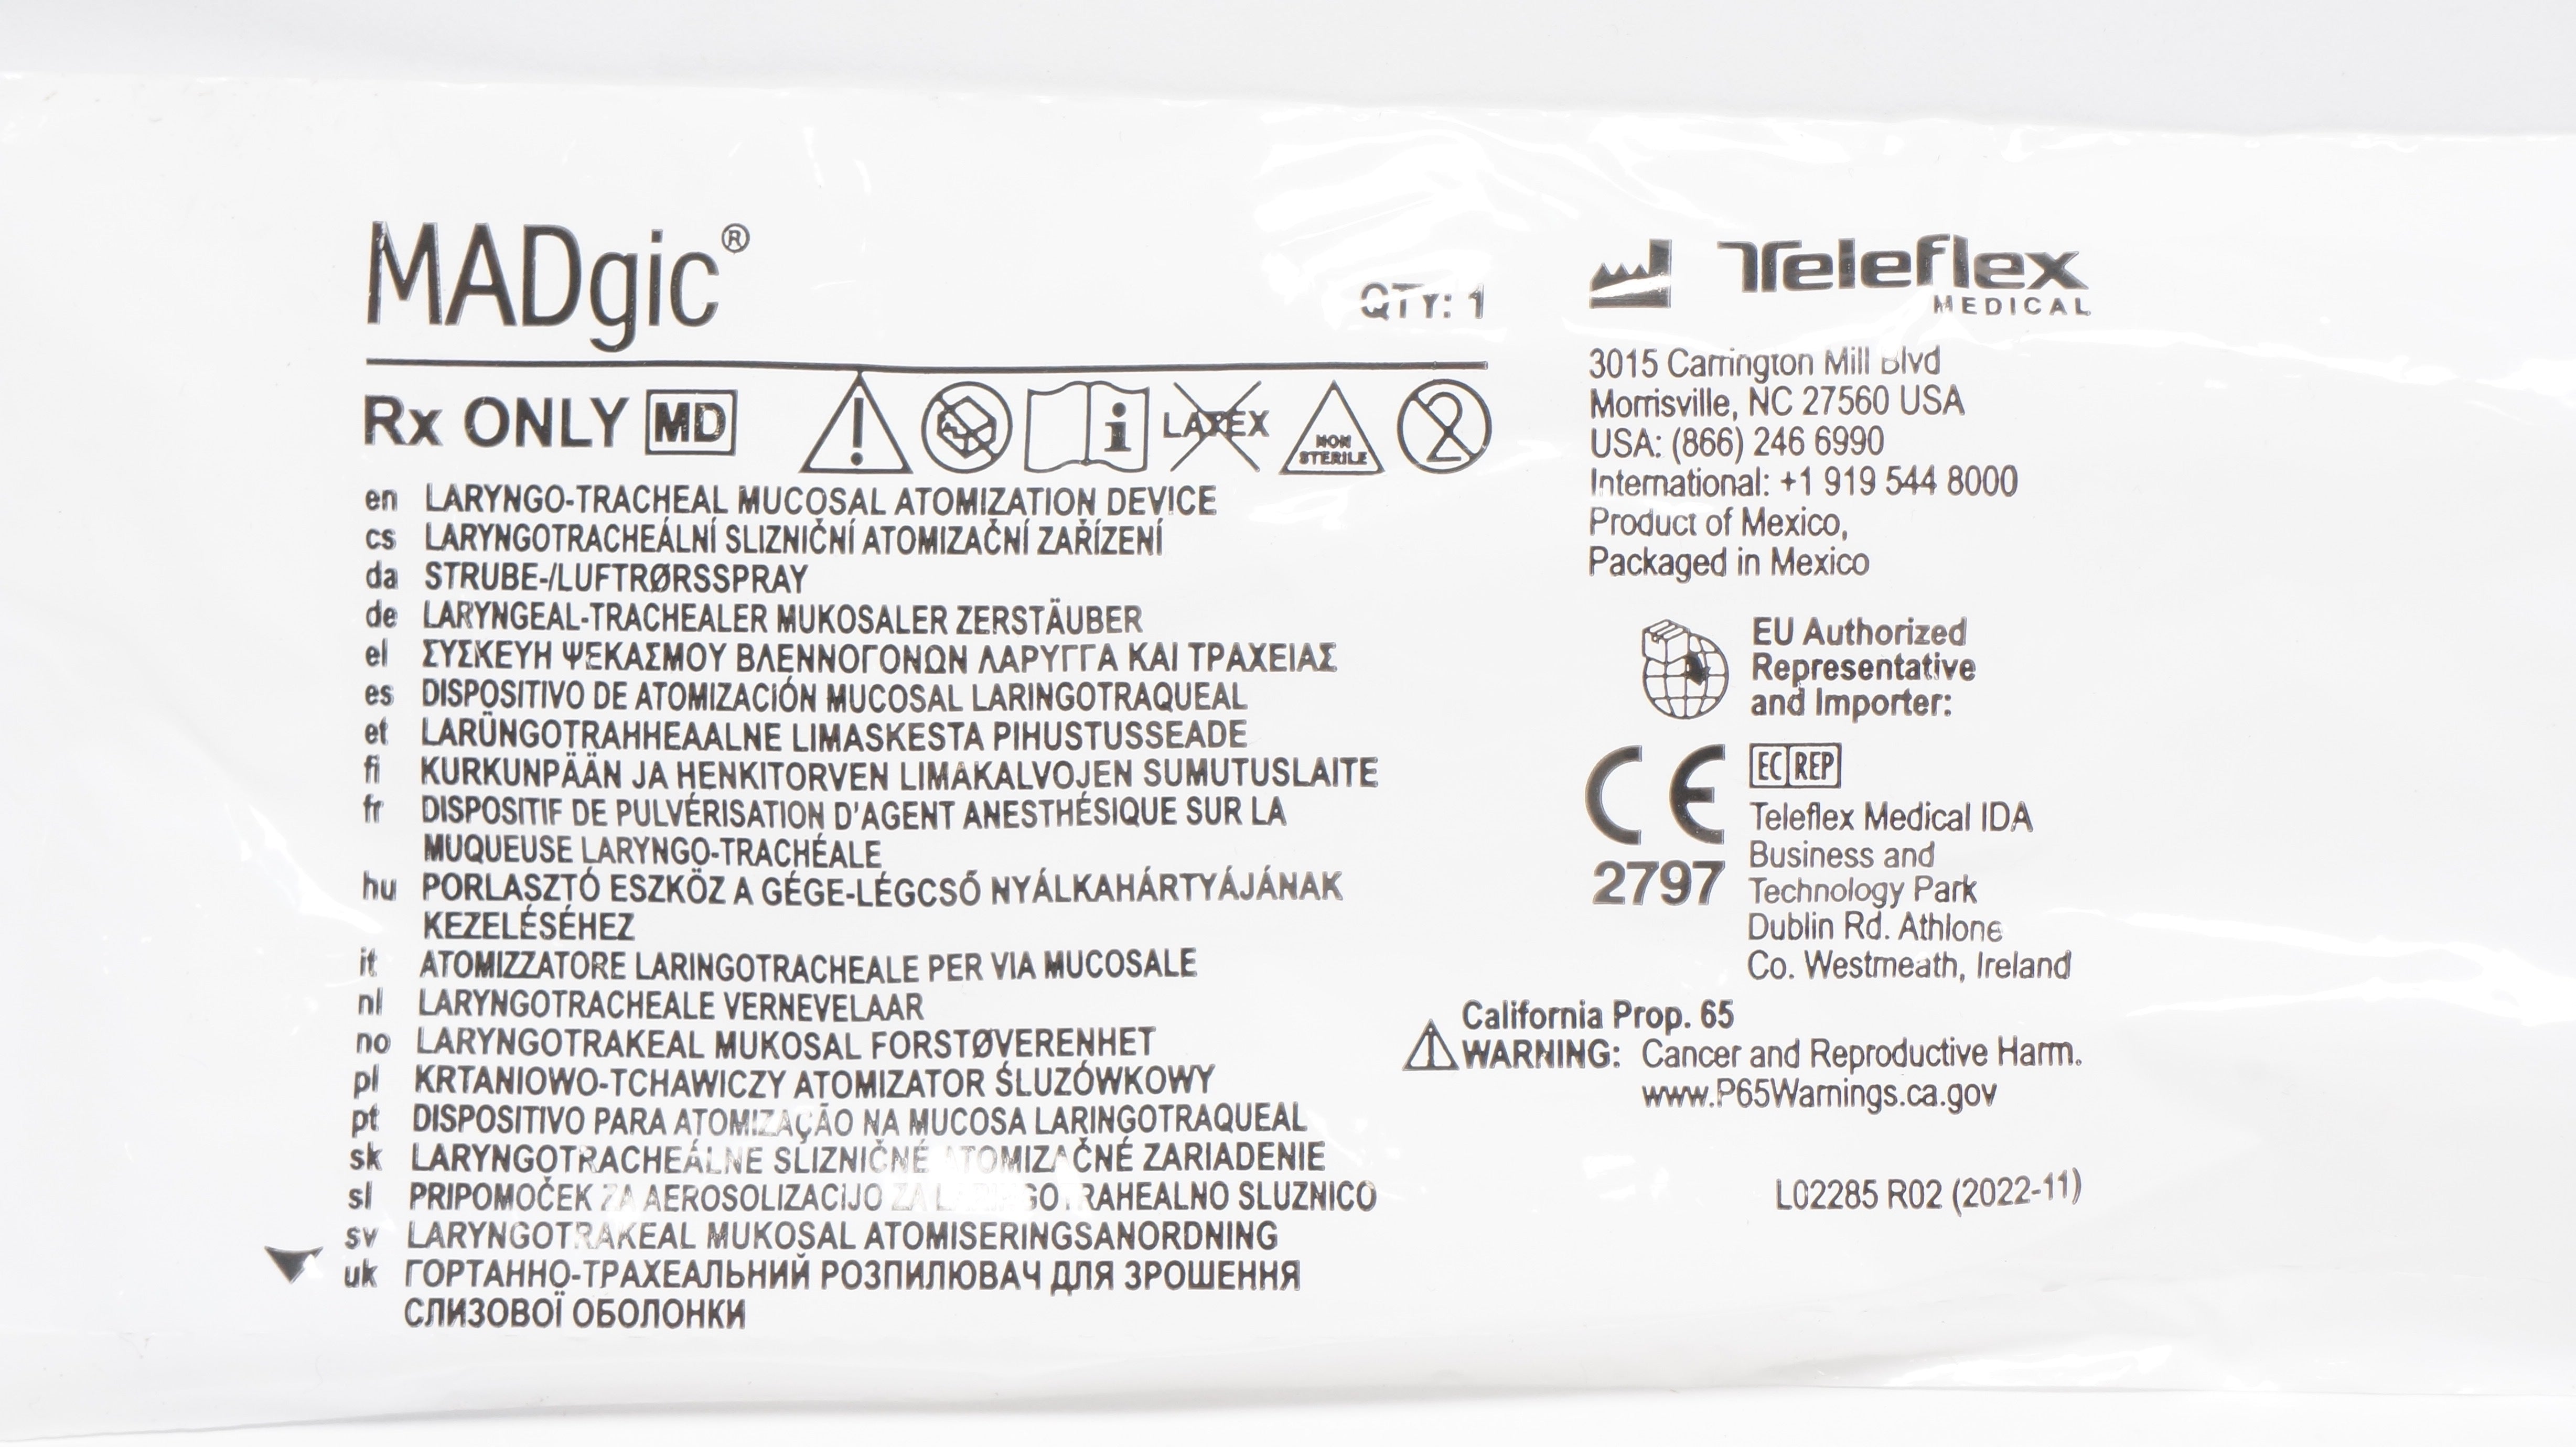 MADgic®
QTY: 1
Rx ONLY MD
LATEX
NON
STERILE
2
en LARYNGO-TRACHEAL MUCOSAL ATOMIZATION DEVICE
cs LARYNGOTRACHEÁLNÍ SLIZNIČNÍ ATOMIZAČNÍ ZAŘÍZENÍ
da STRUBE-/LUFTRØRSSPRAY
de LARYNGEAL-TRACHEALER MUKOSALER ZERSTÄUBER
el ΣΥΣΚΕΥΗ ΨΕΚΑΣΜΟΥ ΒΛΕΝΝΟΓΟΝΩΝ ΛΑΡΥΓΓΑ ΚΑΙ ΤΡΑΧΕΙΑΣ
es DISPOSITIVO DE ATOMIZACIÓN MUCOSAL LARINGOTRAQUEAL
et LARÜNGOTRAHHEAALNE LIMASKESTA PIHUSTUSSEADE
fi KURKUNPÄÄN JA HENKITORVEN LIMAKALVOJEN SUMUTUSLAITE
fr DISPOSITIF DE PULVÉRISATION D'AGENT ANESTHÉSIQUE SUR LA
MUQUEUSE LARYNGO-TRACHÉALE
hu PORLASZTÓ ESZKÖZ A GÉGE-LÉGCSŐ NYÁLKAHÁRTYÁJÁNAK
KEZELÉSÉHEZ
it ATOMIZZATORE LARINGOTRACHEALE PER VIA MUCOSALE
nl LARYNGOTRACHEALE VERNEVELAAR
no LARYNGOTRAKEAL MUKOSAL FORSTØVERENHET
pl KRTANIOWO-TCHAWICZY ATOMIZATOR ŚLUZÓWKOWY
pt DISPOSITIVO PARA ATOMIZAÇÃO NA MUCOSA LARINGOTRAQUEAL
sk LARYNGOTRACHEÁLNE SLIZNIČNÉ ATOMIZAČNÉ ZARIADENIE
sl PRIPOMOČEK ZA AEROSOLIZACIJO ZA LARINGOTRAHEALNO SLUZNICO
sv LARYNGOTRAKEAL MUKOSAL ATOMISERINGSANORDNING
uk ГОРТАННО-ТРАХЕАЛЬНИЙ РОЗПИЛЮВАЧ ДЛЯ ЗРОШЕННЯ
СЛИЗОВОЇ ОБОЛОНКИ
Teleflex
MEDICAL
3015 Carrington Mill Blvd
Morrisville, NC 27560 USA
USA: (866) 246 6990
International: +1 919 544 8000
Product of Mexico,
Packaged in Mexico
EU Authorized
Representative
and Importer:
CE
2797
EC REP
Teleflex Medical IDA
Business and
Technology Park
Dublin Rd. Athlone
Co. Westmeath, Ireland
California Prop. 65
WARNING: Cancer and Reproductive Harm.
www.P65Warnings.ca.gov
L02285 R02 (2022-11)